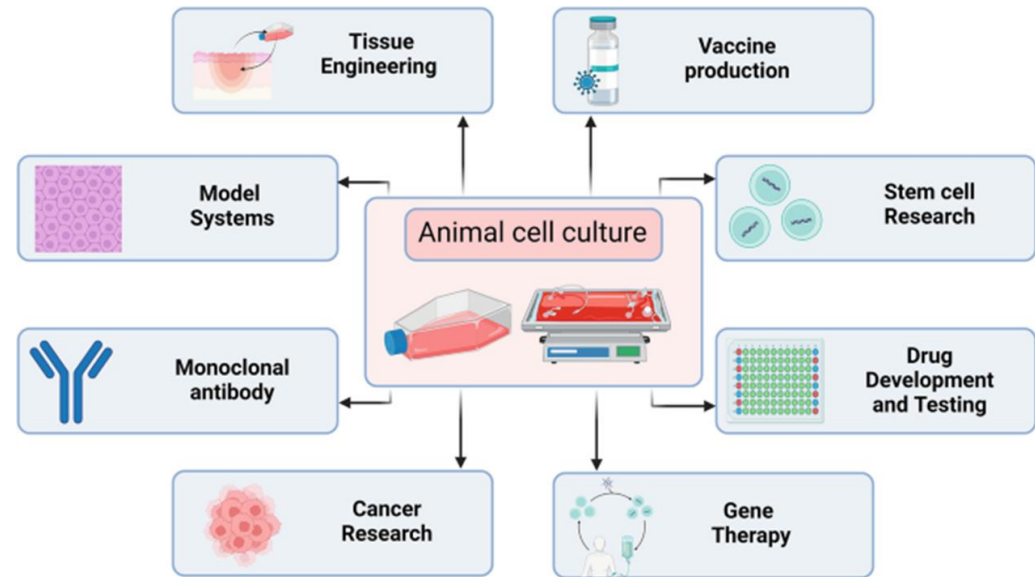 Tissue
Engineering
Vaccine
production
Model
Systems
Animal cell culture
Stem cell
Research
Monoclonal
antibody
Drug
Development
and Testing
Cancer
Research
Gene
Therapy